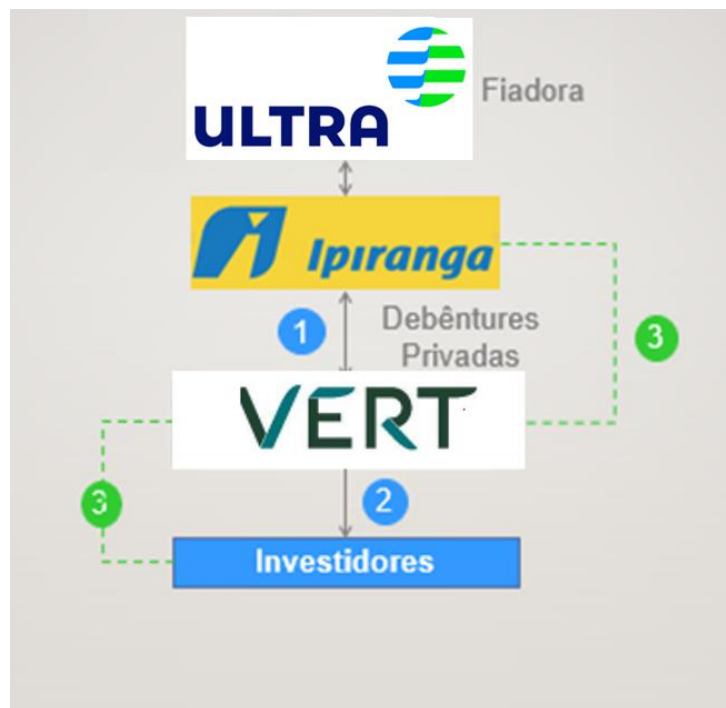 ULTRA
Fiadora
Ipiranga
1
Debêntures
Privadas
3
VERT
3
2
Investidores